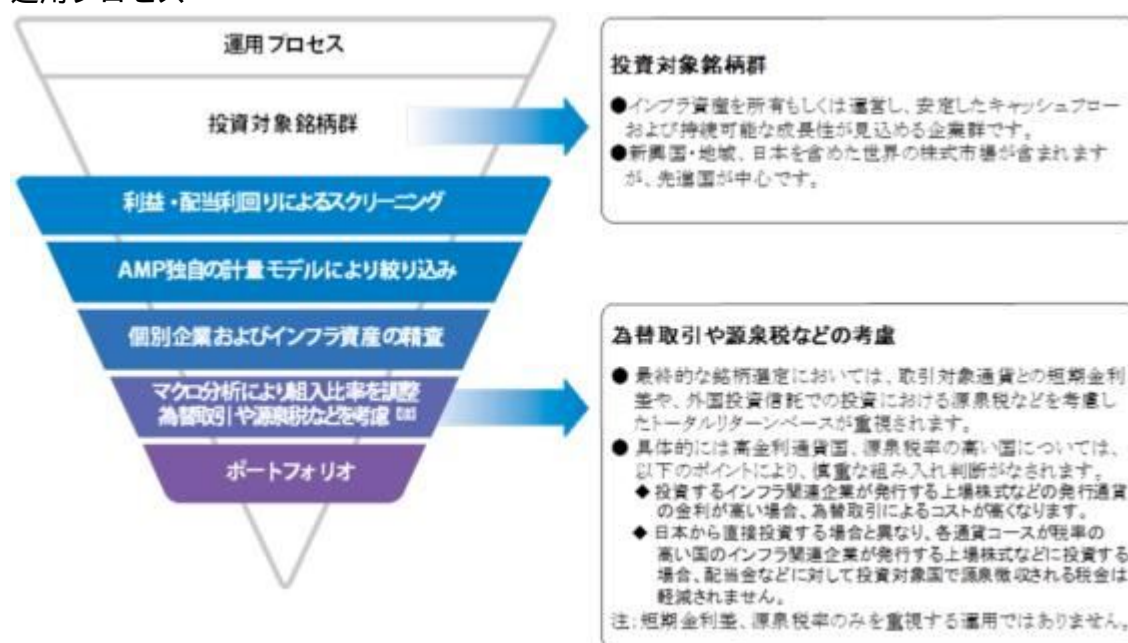 運用プロセス
運用プロセス
投資対象銘柄群
利益・配当利回りによるスクリーニング
AMP独自の計量モデルにより絞り込み
個別企業およびインフラ資産の精査
マクロ分析により組入比率を調整
為替取引や源泉税などを考慮
ポートフォリオ
投資対象銘柄群
●インフラ資産を所有もしくは運営し、安定したキャッシュフロー
および持続可能な成長性が見込める企業群です。
●新興国・地域、日本を含めた世界の株式市場が含まれます
が、先進国が中心です。
為替取引や源泉税などの考慮
● 最終的な銘柄選定においては、取引対象通貨との短期金利
差や、外国投資信託での投資における源泉税などを考慮し
たトータルリターンベースが重視されます。
● 具体的には高金利通貨国、源泉税率の高い国については、
以下のポイントにより、慎重な組み入れ判断がなされます。
◆ 投資するインフラ関連企業が発行する上場株式などの発行通貨
の金利が高い場合、為替取引によるコストが高くなります。
◆ 日本から直接投資する場合と異なり、各通貨コースが税率の
高い国のインフラ関連企業が発行する上場株式などに投資する
場合、配当金などに対して投資対象国で源泉徴収される税金は
軽減されません。
注:短期金利差、源泉税率のみを重視する運用ではありません。